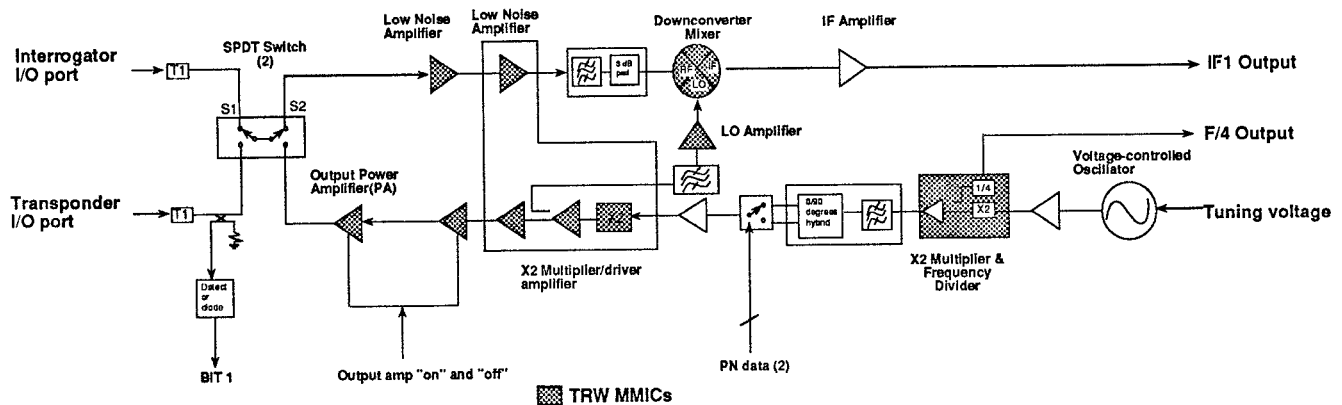 Interrogator
I/O port
T1
SPDT Switch
(2)
S1
S2
Low Noise
Amplifier
Low Noise
Amplifier
3 dB
pad
Downconverter
Mixer
RF
IF
LO
IF Amplifier
IF1 Output
LO Amplifier
F/4 Output
Voltage-controlled
Oscillator
Tuning voltage
1/4
X2
X2 Multiplier &
Frequency
Divider
0/90
degrees
hybrid
PN data (2)
X2
X2 Multiplier/driver
amplifier
Output Power
Amplifier(PA)
Output amp "on" and "off"
Transponder
I/O port
T1
Detect
or
diode
BIT 1
TRW MMICs